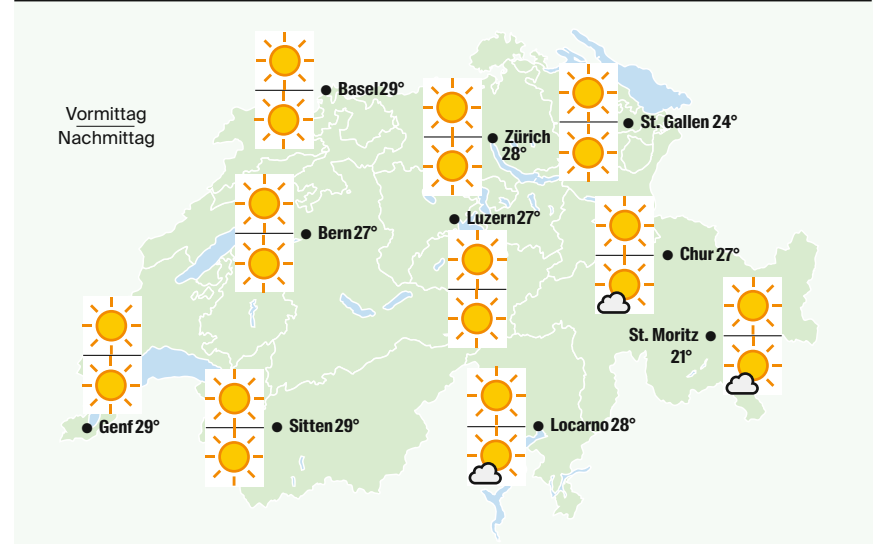 Vormittag
Nachmittag
Basel 29°
Zürich
28°
St. Gallen 24°
Luzern 27°
Bern 27°
Chur 27°
St. Moritz
21°
Genf 29°
Sitten 29°
Locarno 28°